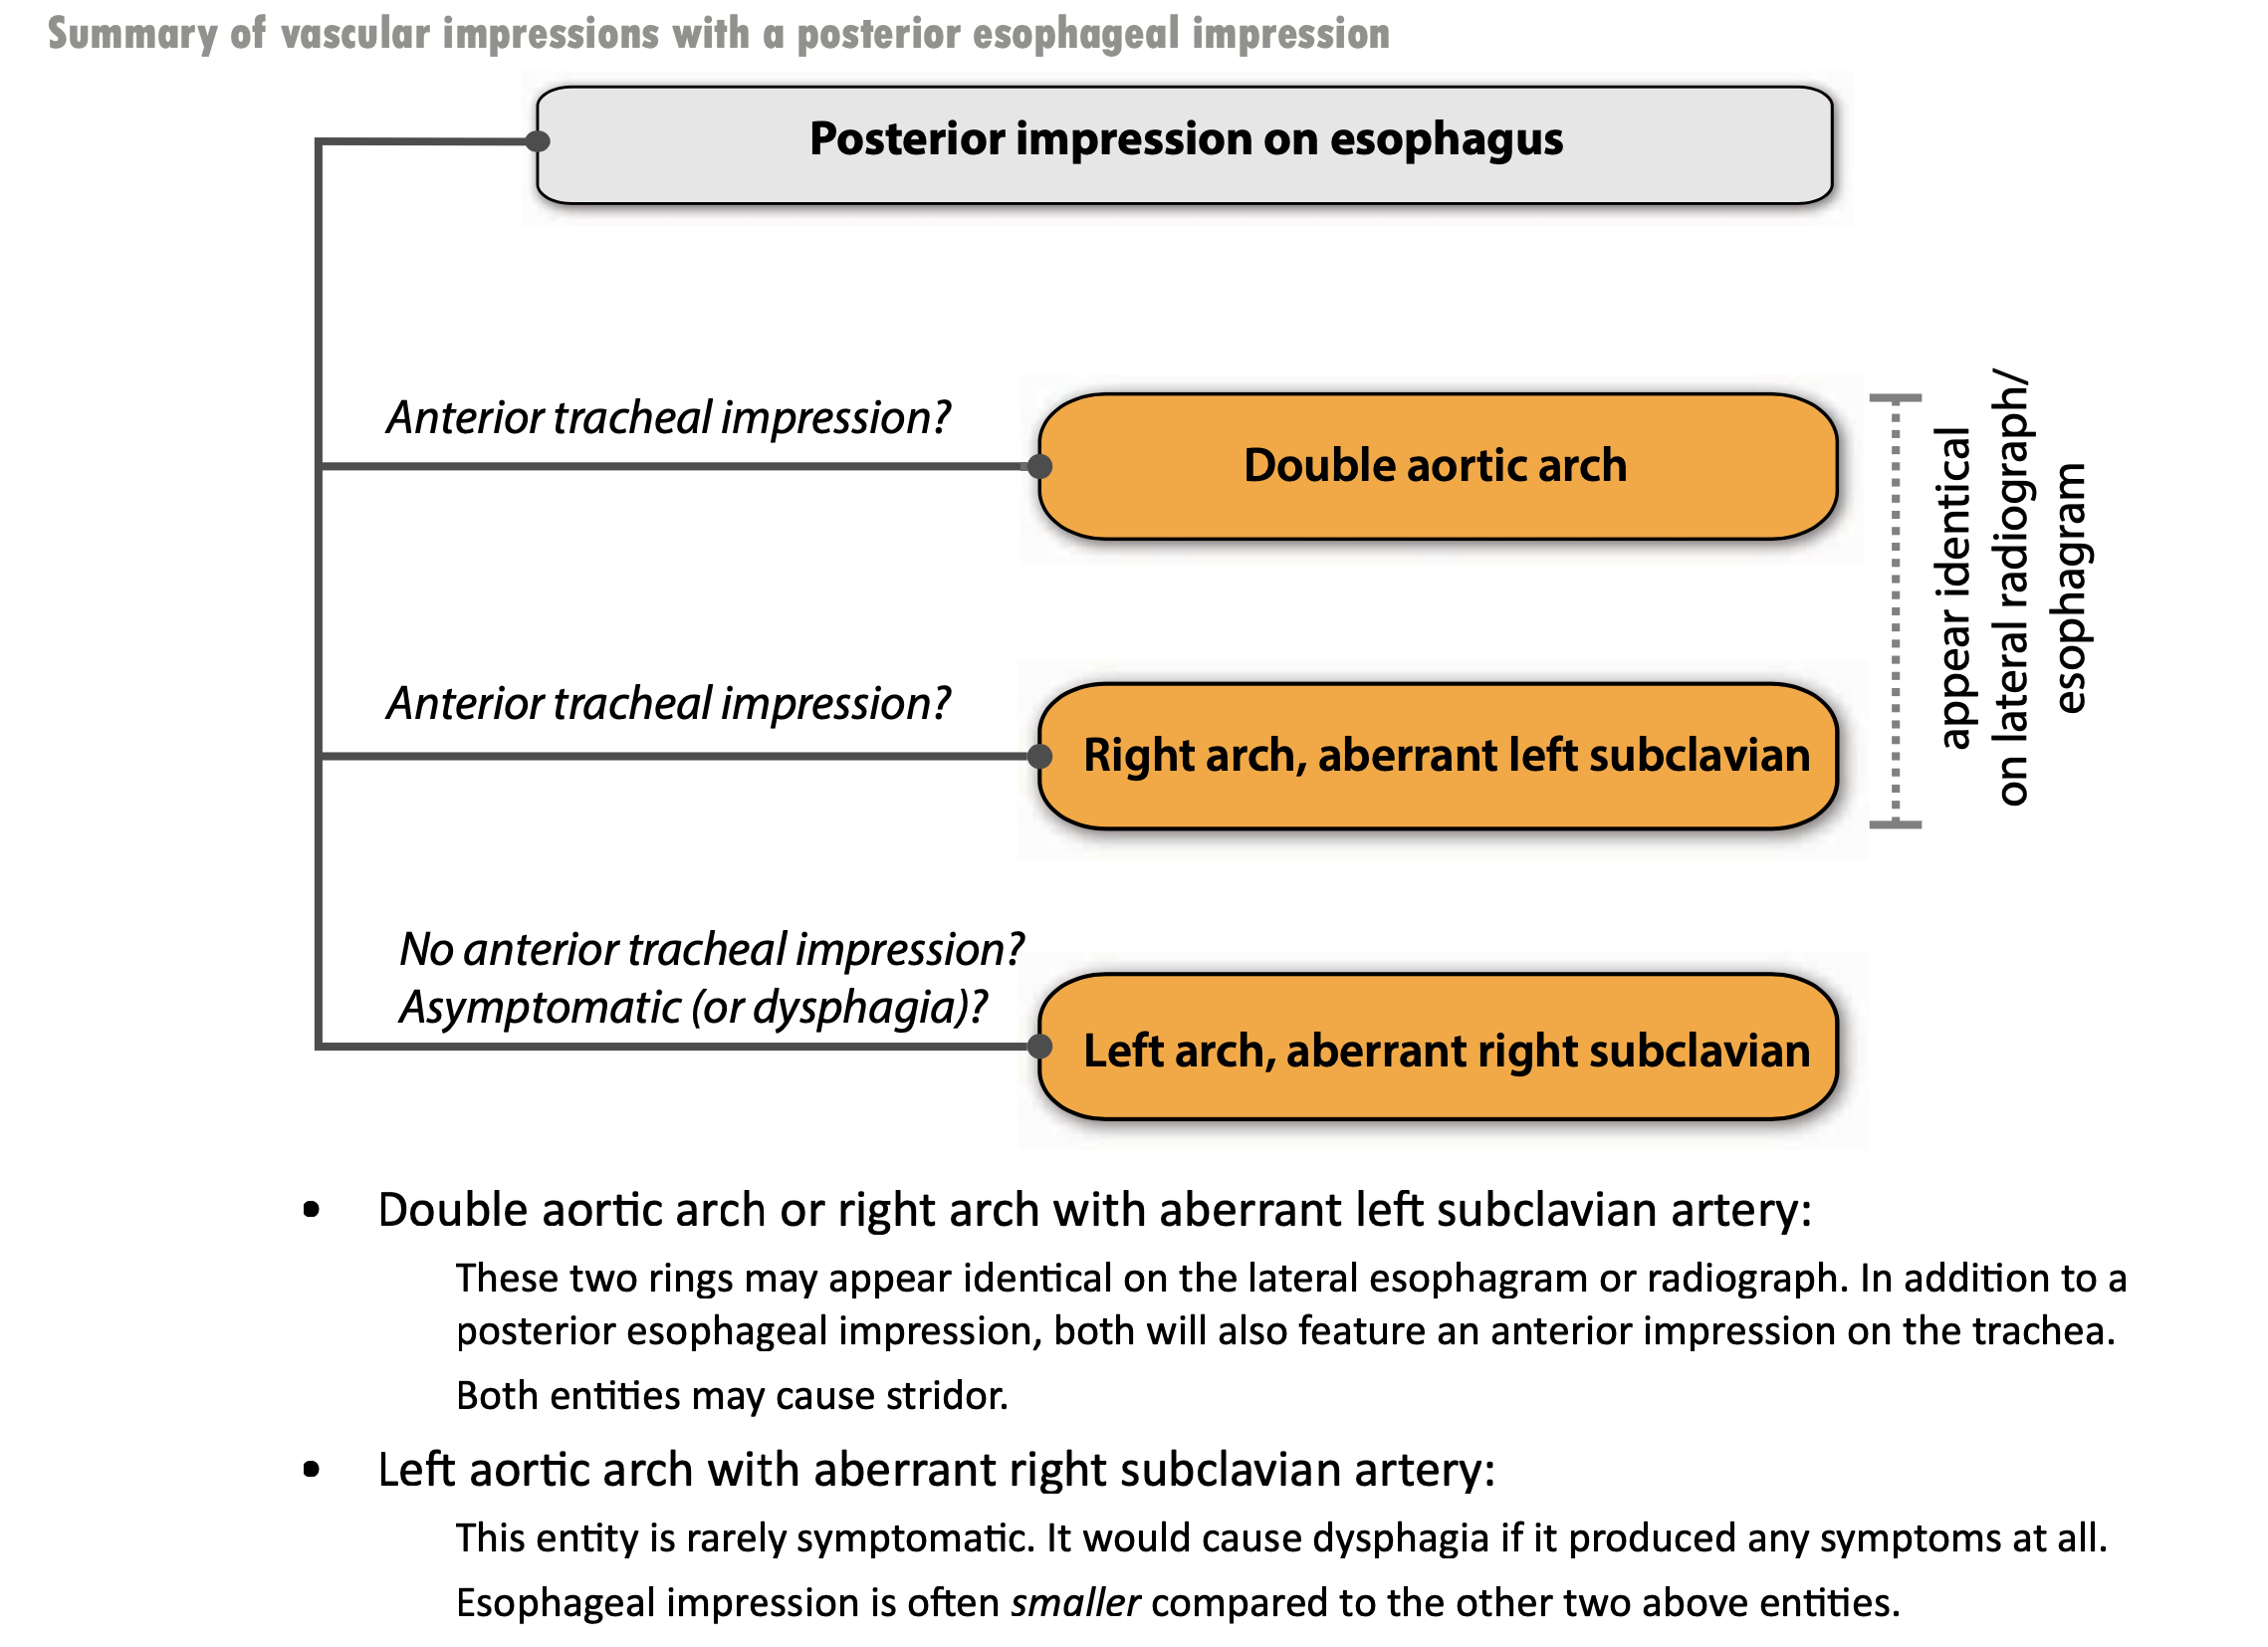 Summary of vascular impressions with a posterior esophageal impression
Posterior impression on esophagus
Anterior tracheal impression?
Double aortic arch
Anterior tracheal impression?
Right arch, aberrant left subclavian
appear identical
on lateral radiograph/
esophagram
No anterior tracheal impression?
Asymptomatic (or dysphagia)?
Left arch, aberrant right subclavian
• Double aortic arch or right arch with aberrant left subclavian artery:
These two rings may appear identical on the lateral esophagram or radiograph. In addition to a
posterior esophageal impression, both will also feature an anterior impression on the trachea.
Both entities may cause stridor.
• Left aortic arch with aberrant right subclavian artery:
This entity is rarely symptomatic. It would cause dysphagia if it produced any symptoms at all.
Esophageal impression is often smaller compared to the other two above entities.